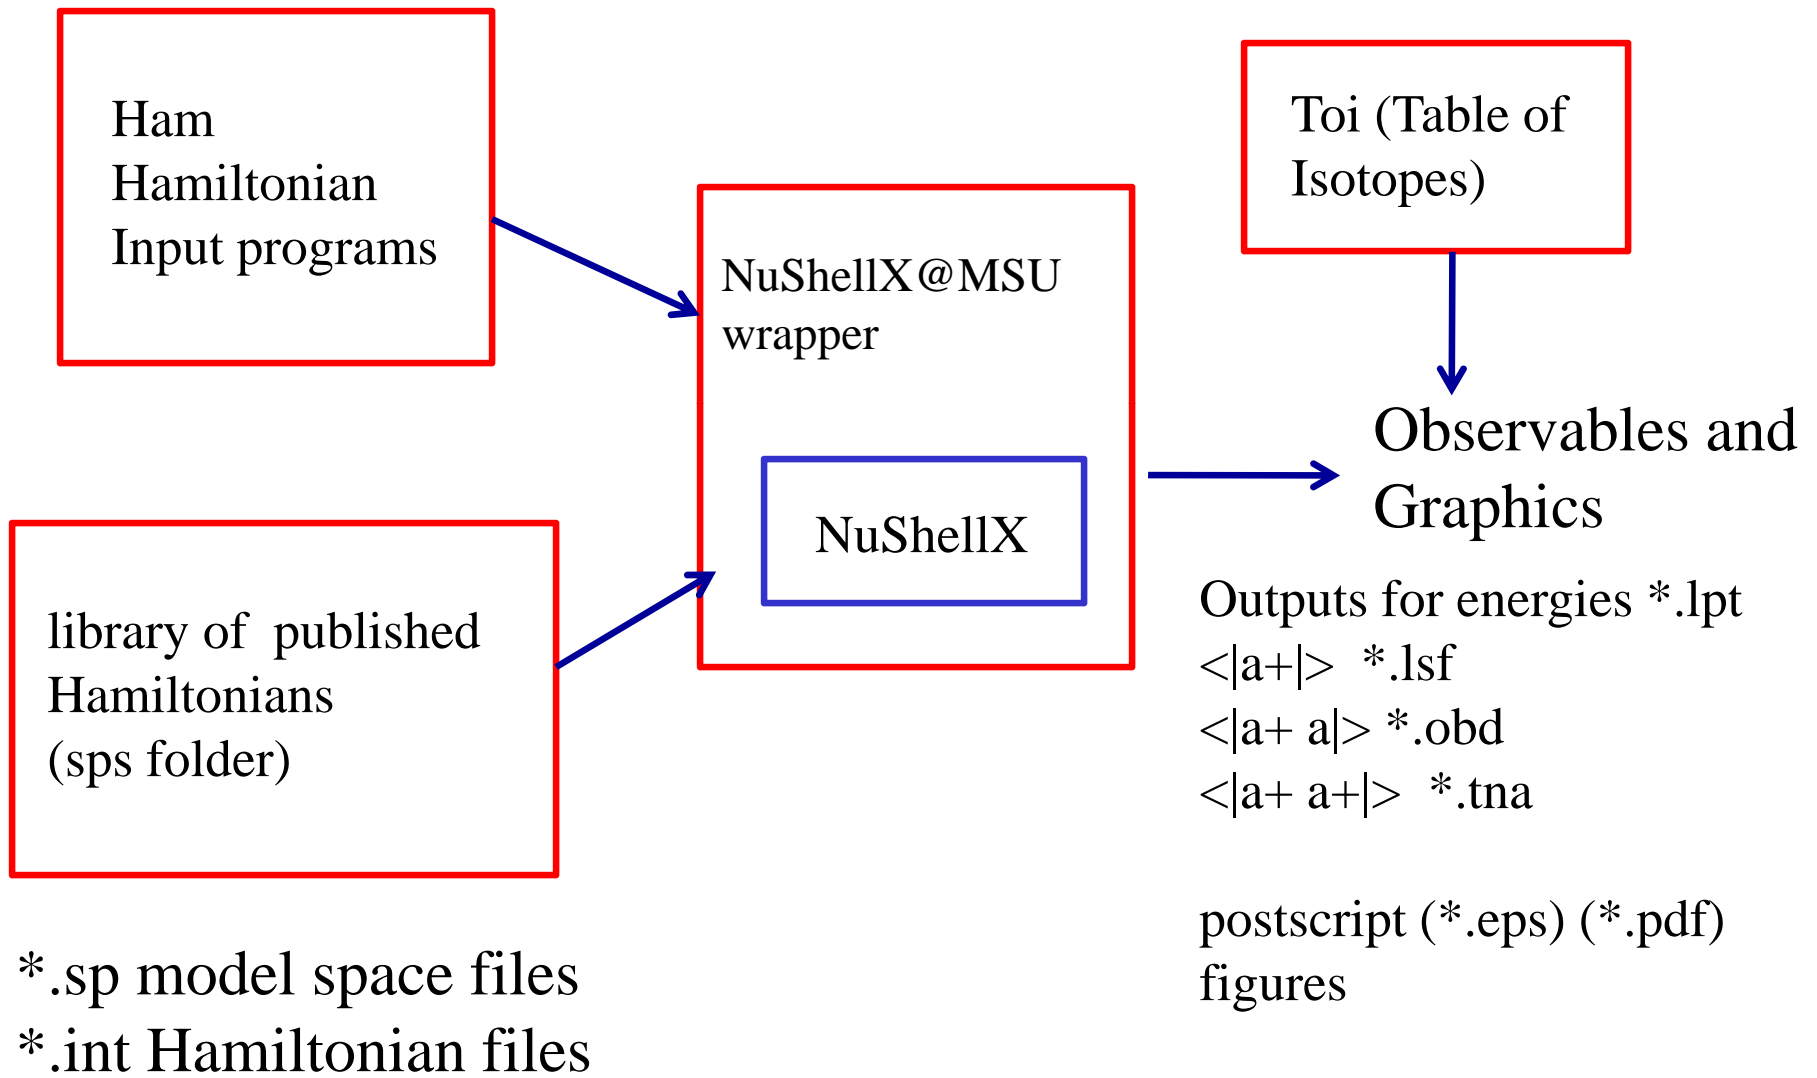 Ham
Hamiltonian
Input programs
library of  published
Hamiltonians
(sps folder)
*.sp model space files
*.int Hamiltonian files
NuShellX@MSU
wrapper
NuShellX
Toi (Table of
Isotopes)
Observables and
Graphics
Outputs for energies *.lpt
<|a+|>  *.lsf
<|a+ a|> *.obd
<|a+ a+|>  *.tna
postscript (*.eps) (*.pdf)
figures